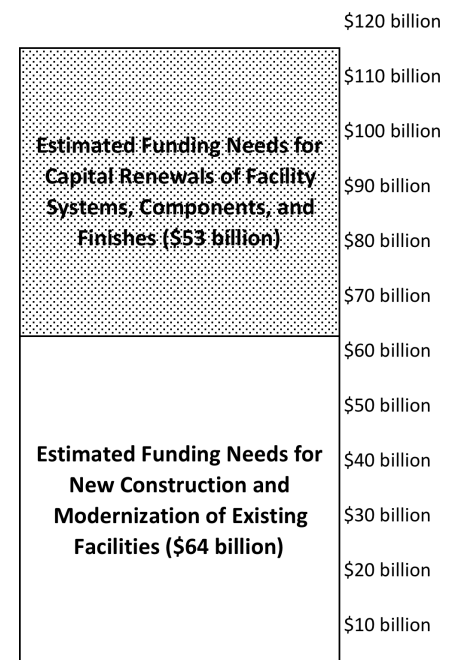 $120 billion
$110 billion
$100 billion
$90 billion
$80 billion
$70 billion
$60 billion
$50 billion
$40 billion
$30 billion
$20 billion
$10 billion
Estimated Funding Needs for
Capital Renewals of Facility
Systems, Components, and
Finishes ($53 billion)
Estimated Funding Needs for
New Construction and
Modernization of Existing
Facilities ($64 billion)